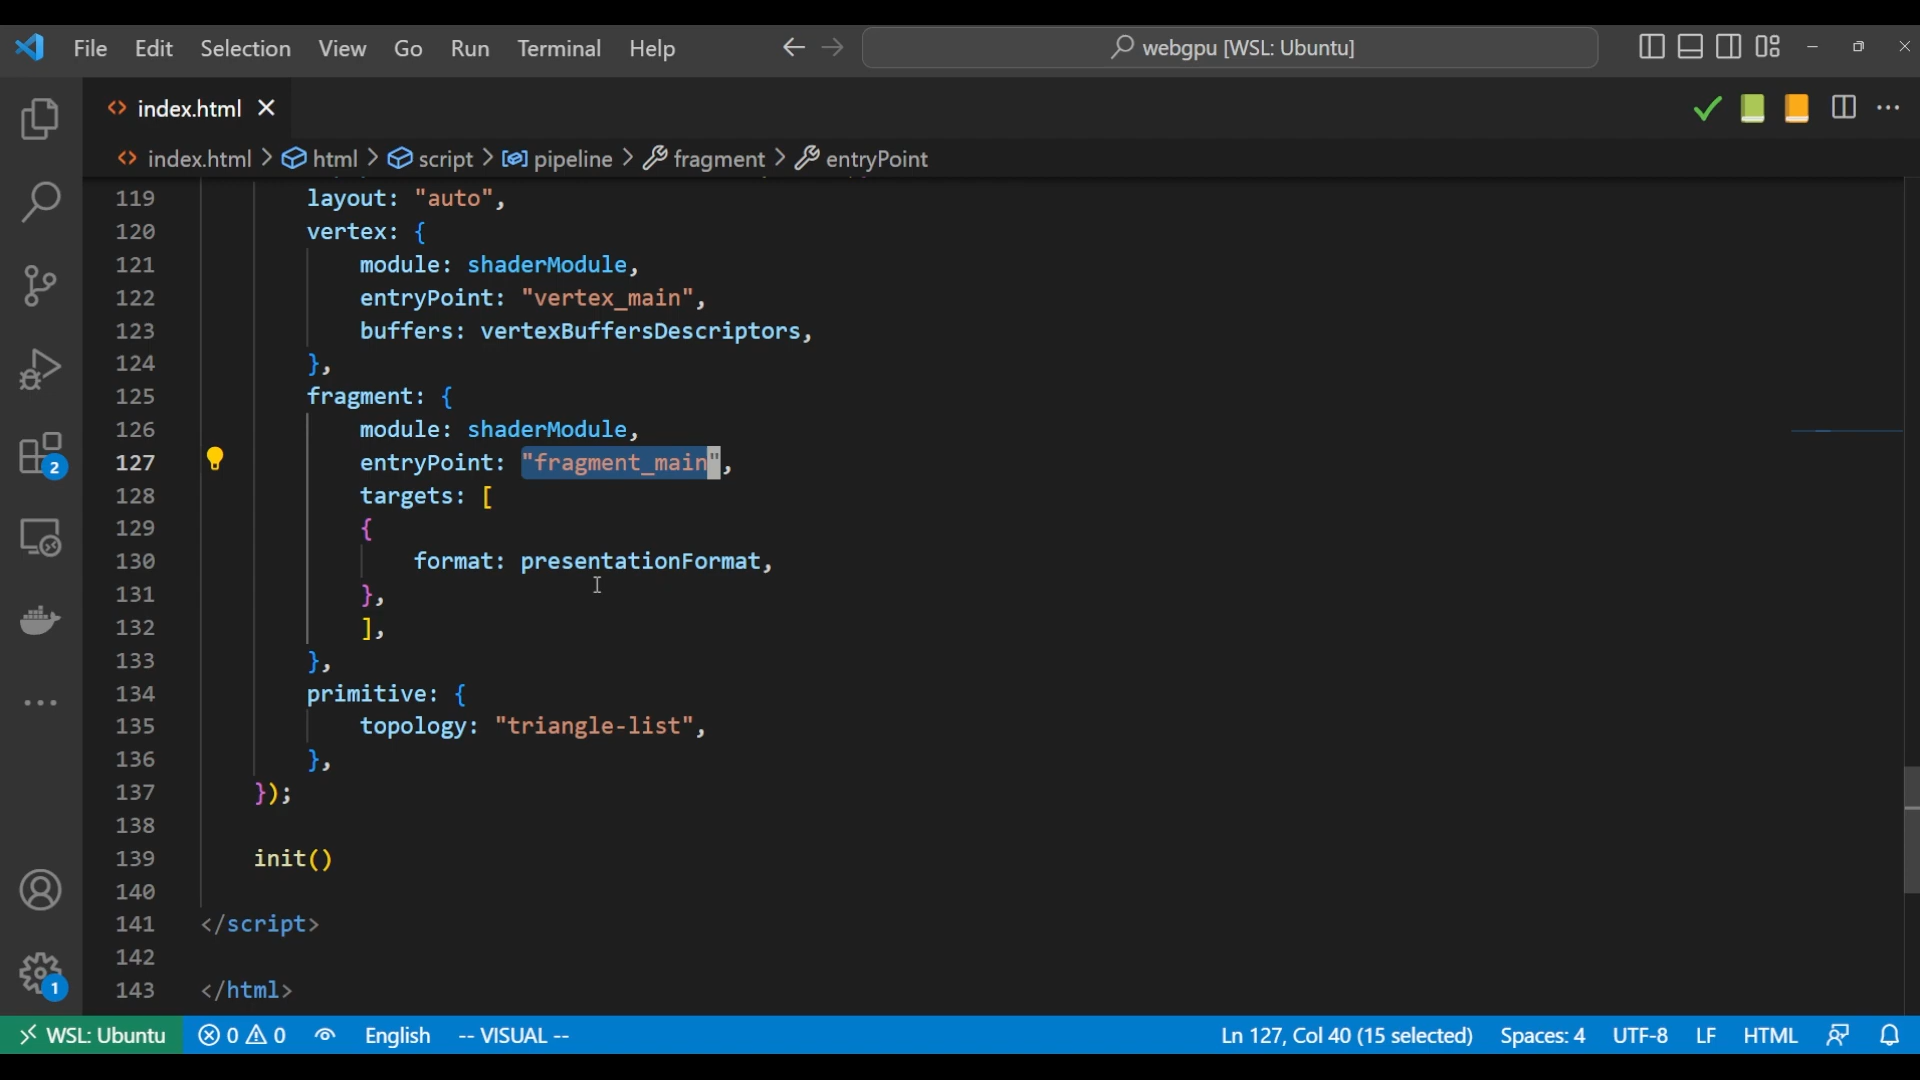 File Edit Selection View Go Run Terminal Help webgpu [WSL: Ubuntu]
index.html
index.html > html > script > pipeline > fragment > entryPoint
119 layout: "auto",
120 vertex: {
121 module: shaderModule,
122 entryPoint: "vertex_main",
123 buffers: vertexBuffersDescriptors,
124 },
125 fragment: {
126 module: shaderModule,
127 entryPoint: "fragment_main",
128 targets: [
129 {
130 format: presentationFormat,
131 },
132 ],
133 },
134 primitive: {
135 topology: "triangle-list",
136 },
137 });
138
139 init()
140
141 </script>
142
143 </html>
2
1
WSL: Ubuntu 0 0 English -- VISUAL -- Ln 127, Col 40 (15 selected) Spaces: 4 UTF-8 LF HTML